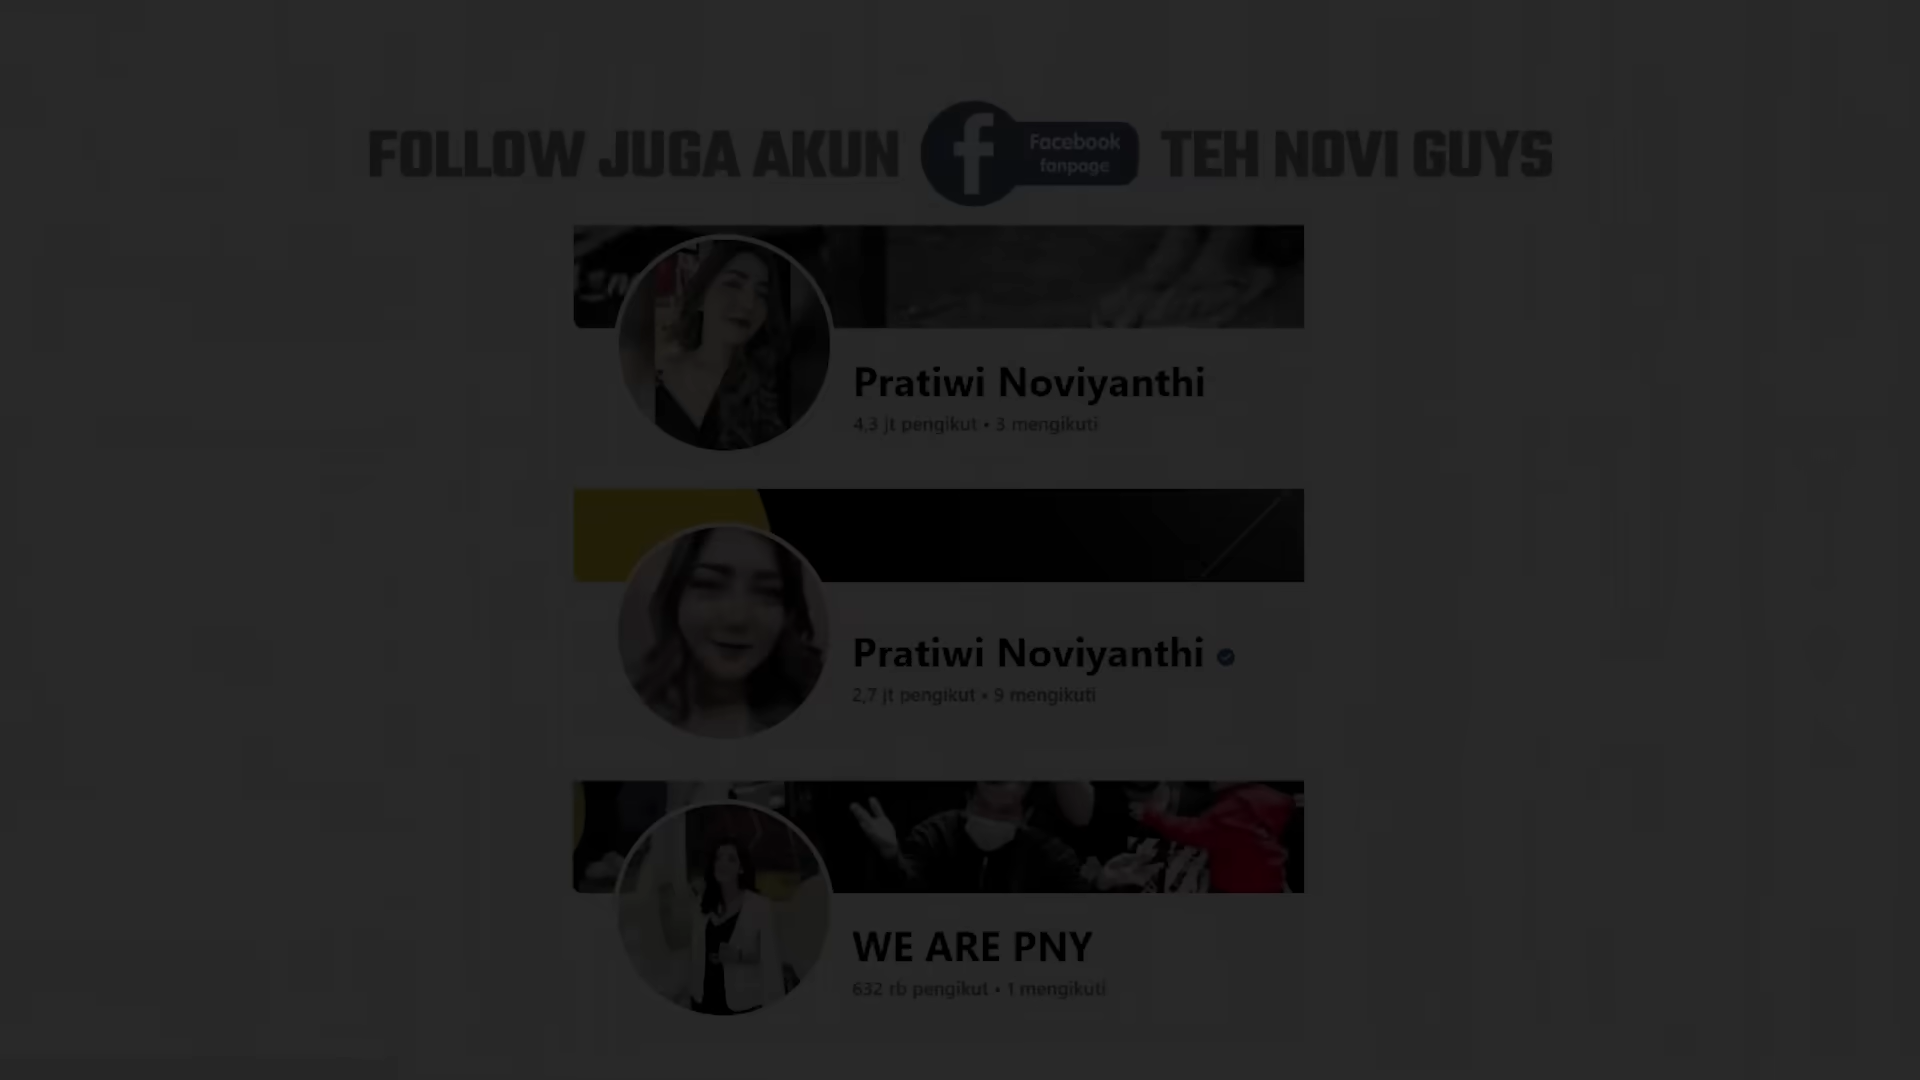 FOLLOW JUGA AKUN Facebook fanpage TEH NOVI GUYS
Pratiwi Noviyanthi
4,3 jt pengikut • 3 mengikuti
Pratiwi Noviyanthi
2,7 jt pengikut • 9 mengikuti
WE ARE PNY
632 rb pengikut • 1 mengikuti